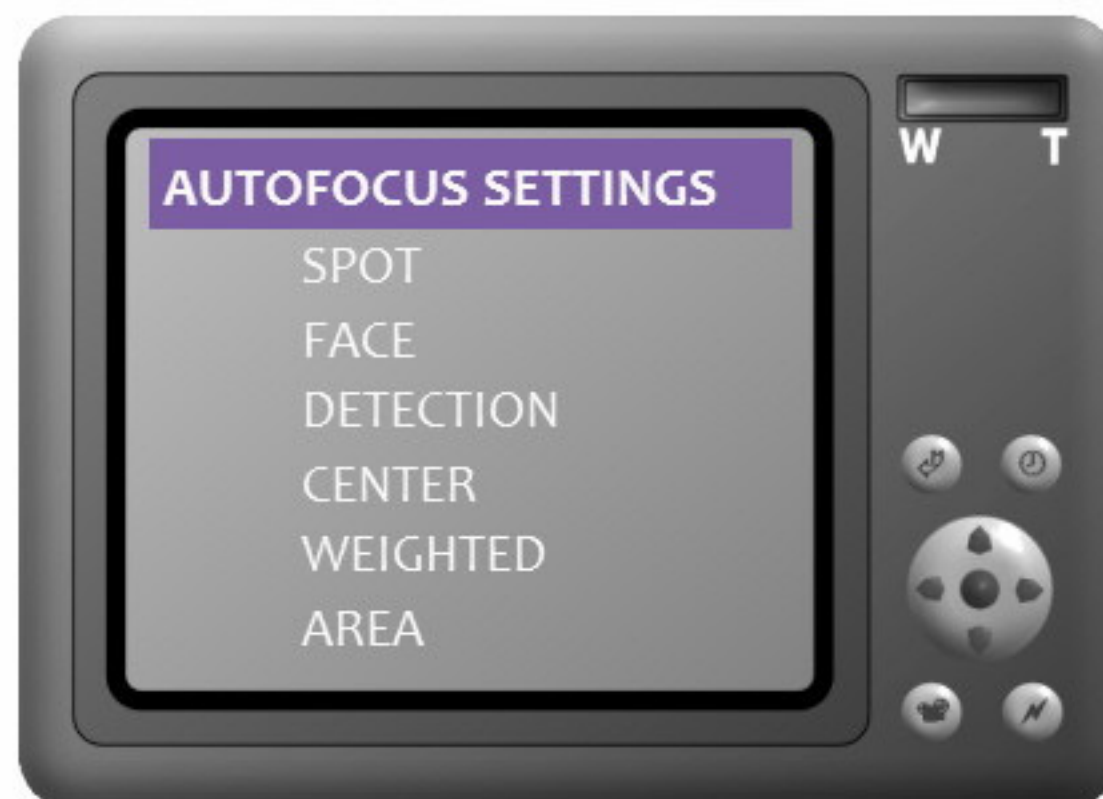 AUTOFOCUS SETTINGS
SPOT
FACE
DETECTION
CENTER
WEIGHTED
AREA
W T